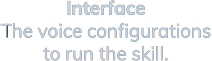 Interface
The voice configurations
to run the skill.